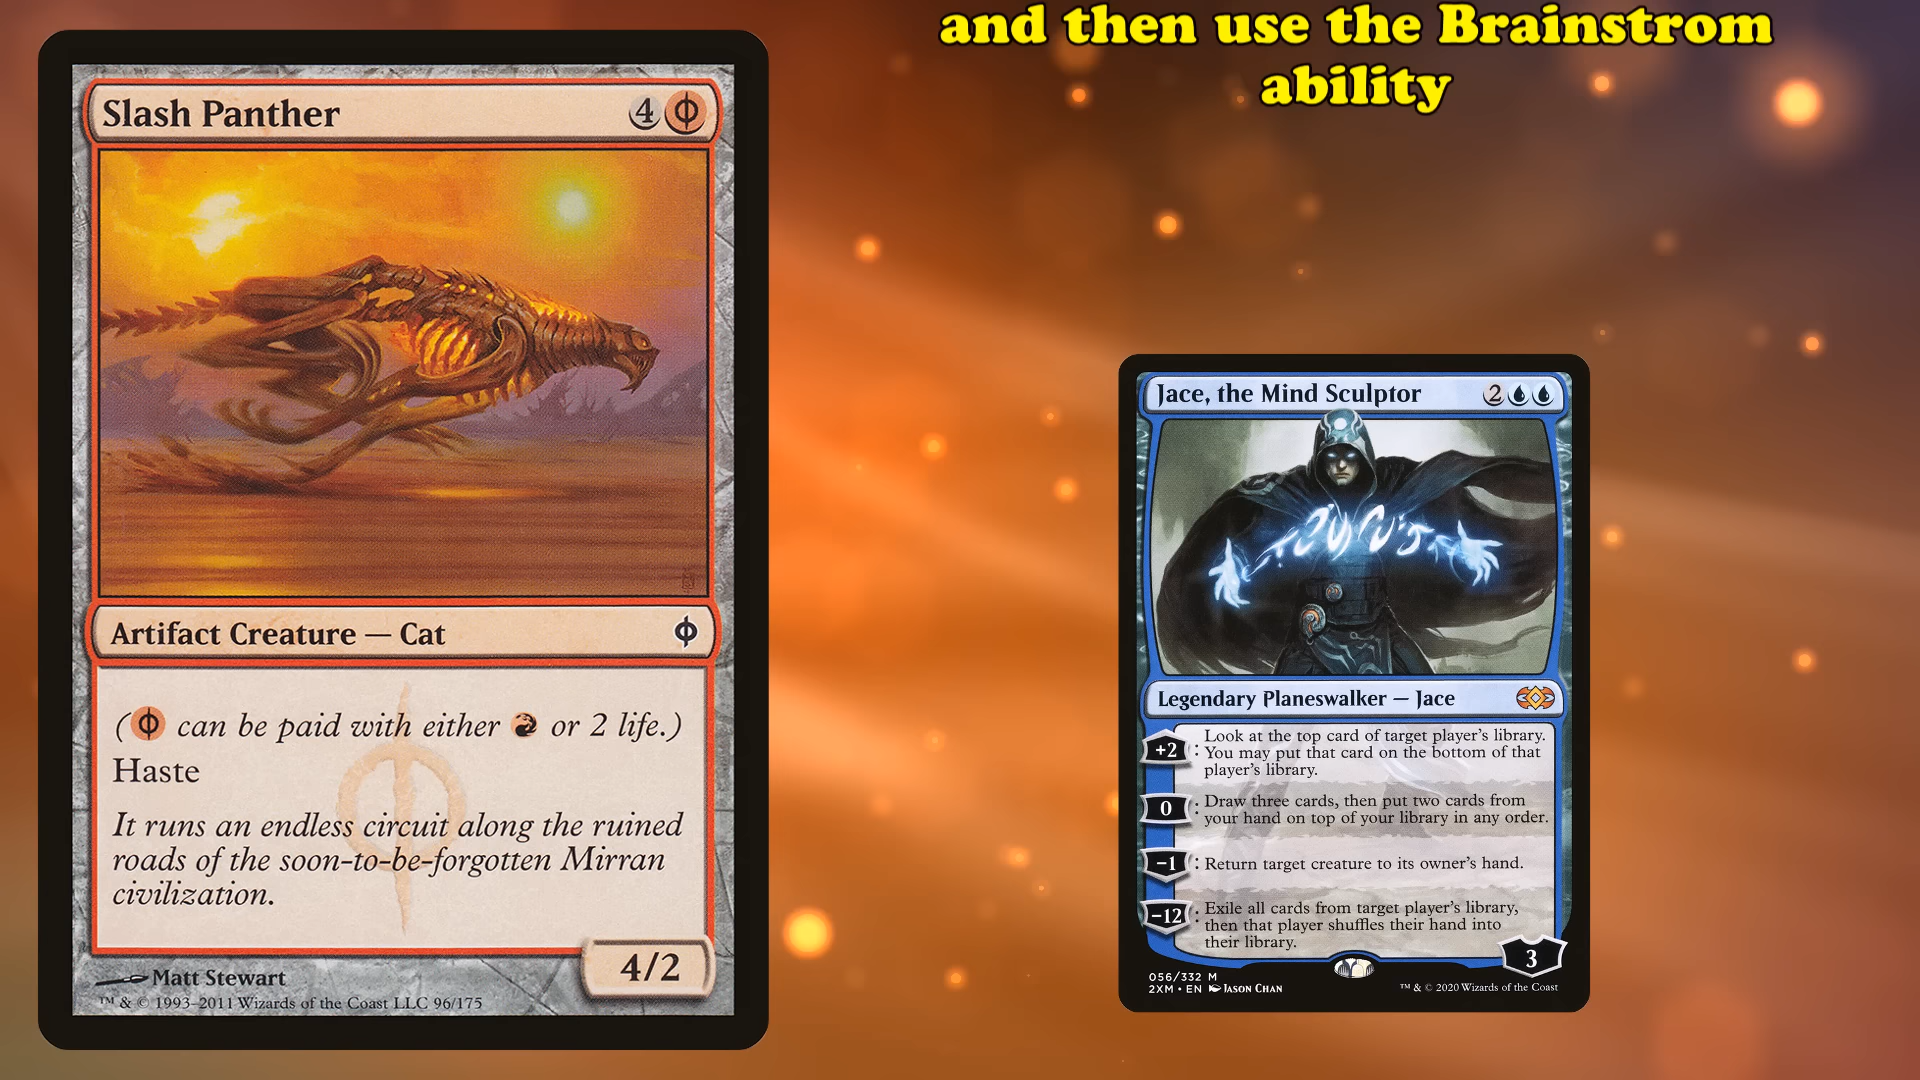 and then use the Brainstrom
ability
Slash Panther
4
Artifact Creature — Cat
( can be paid with either or 2 life.)
Haste
It runs an endless circuit along the ruined
roads of the soon-to-be-forgotten Mirran
civilization.
4/2
Matt Stewart
™ & © 1993–2011 Wizards of the Coast LLC 96/175
Jace, the Mind Sculptor
2
Legendary Planeswalker — Jace
+2 : Look at the top card of target player's library.
You may put that card on the bottom of that
player's library.
0 : Draw three cards, then put two cards from
your hand on top of your library in any order.
−1 : Return target creature to its owner's hand.
−12 : Exile all cards from target player's library,
then that player shuffles their hand into
their library.
3
056/332 M
2XM • EN Jason Chan
™ & © 2020 Wizards of the Coast